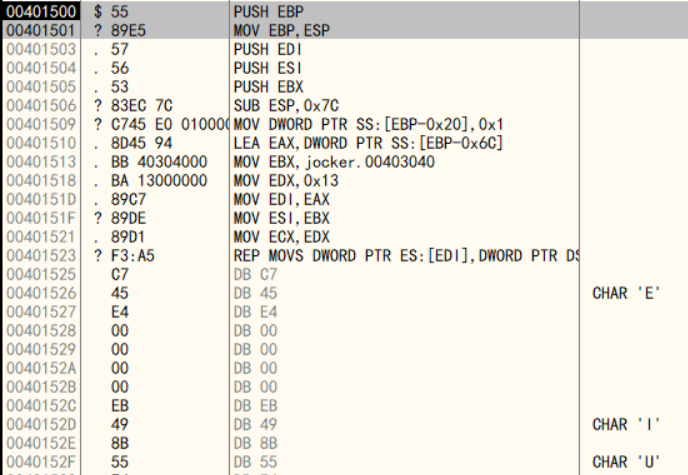 00401500 $ 55 PUSH EBP
00401501 ? 89E5 MOV EBP,ESP
00401503 . 57 PUSH EDI
00401504 . 56 PUSH ESI
00401505 . 53 PUSH EBX
00401506 ? 83EC 7C SUB ESP,0x7C
00401509 ? C745 E0 010000 MOV DWORD PTR SS:[EBP-0x20],0x1
00401510 . 8D45 94 LEA EAX,DWORD PTR SS:[EBP-0x6C]
00401513 . BB 40304000 MOV EBX,jocker.00403040
00401518 . BA 13000000 MOV EDX,0x13
0040151D . 89C7 MOV EDI,EAX
0040151F ? 89DE MOV ESI,EBX
00401521 . 89D1 MOV ECX,EDX
00401523 ? F3:A5 REP MOVS DWORD PTR ES:[EDI],DWORD PTR DS
00401525 C7 DB C7
00401526 45 DB 45 CHAR 'E'
00401527 E4 DB E4
00401528 00 DB 00
00401529 00 DB 00
0040152A 00 DB 00
0040152B 00 DB 00
0040152C EB DB EB
0040152D 49 DB 49 CHAR 'I'
0040152E 8B DB 8B
0040152F 55 DB 55 CHAR 'U'